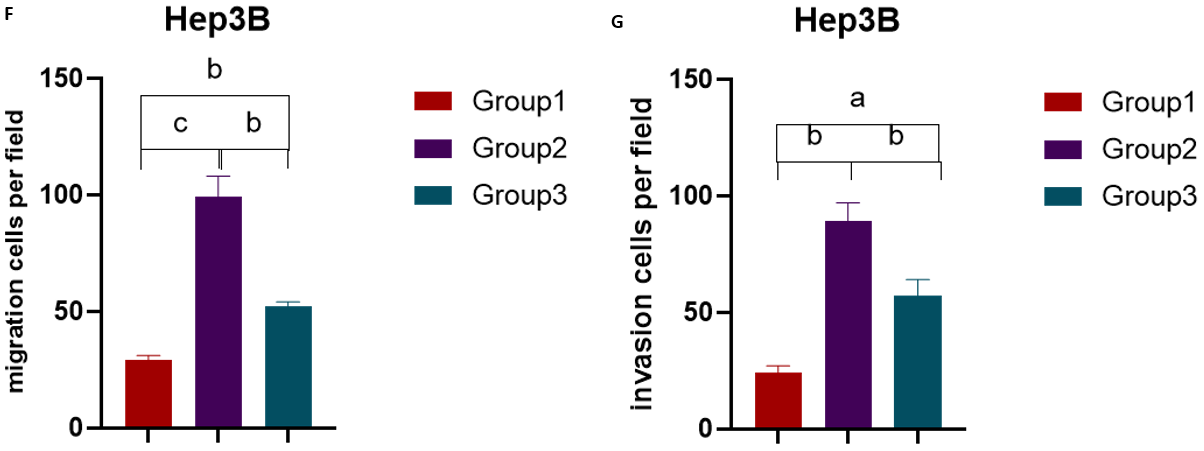 F
Hep3B
migration cells per field
150
100
50
0
b
c b
Group1
Group2
Group3
G
Hep3B
invasion cells per field
150
100
50
0
a
b b
Group1
Group2
Group3